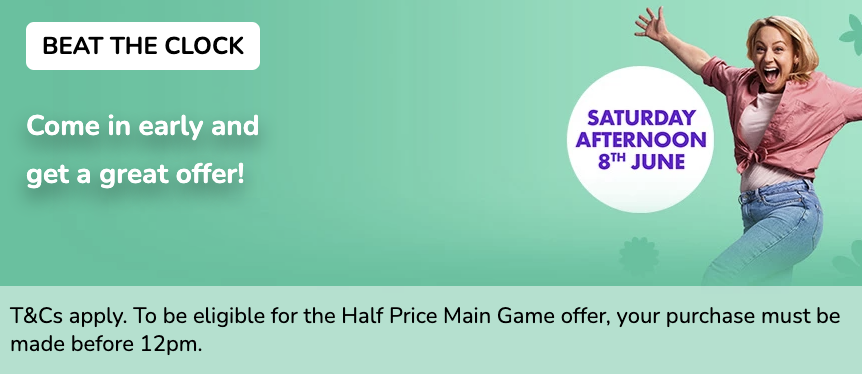 BEAT THE CLOCK
Come in early and
get a great offer!
SATURDAY
AFTERNOON
8TH JUNE
T&Cs apply. To be eligible for the Half Price Main Game offer, your purchase must be
made before 12pm.